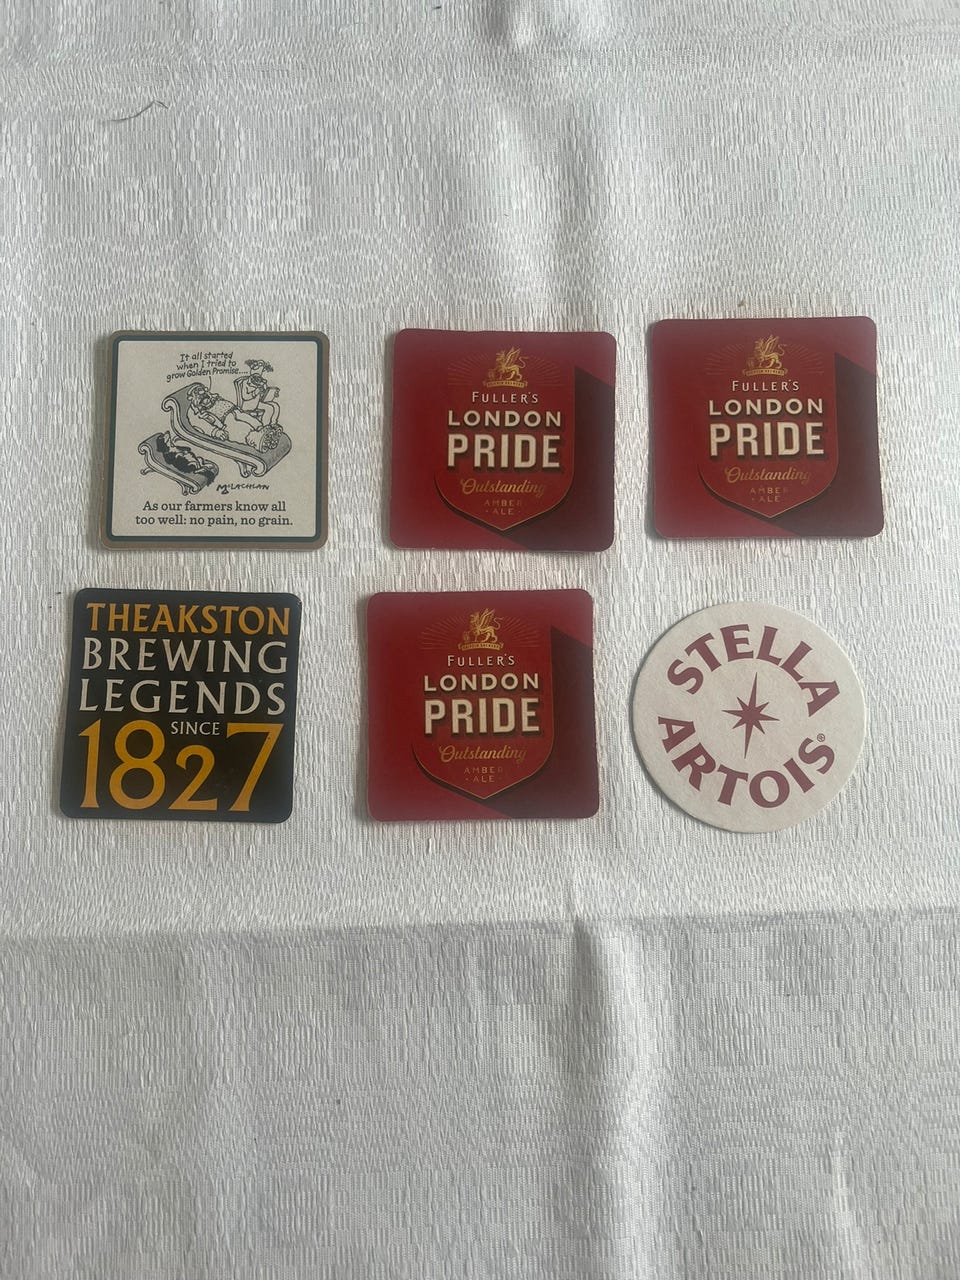 It all started
when I tried to
grow Golden Promise....
McLACHLAN
As our farmers know all
too well: no pain, no grain.
FULLER'S
LONDON
PRIDE
Outstanding
AMBER
· ALE ·
FULLER'S
LONDON
PRIDE
Outstanding
AMBER
· ALE ·
THEAKSTON
BREWING
LEGENDS
SINCE
1827
FULLER'S
LONDON
PRIDE
Outstanding
AMBER
· ALE ·
STELLA
ARTOIS®